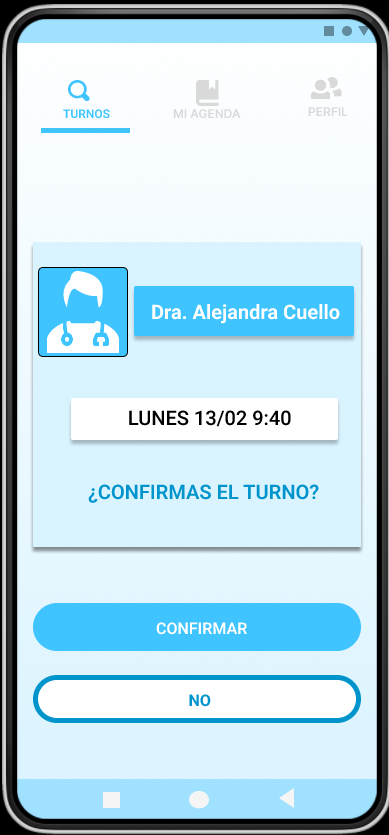 TURNOS
MI AGENDA
PERFIL
Dra. Alejandra Cuello
LUNES 13/02 9:40
¿CONFIRMAS EL TURNO?
CONFIRMAR
NO